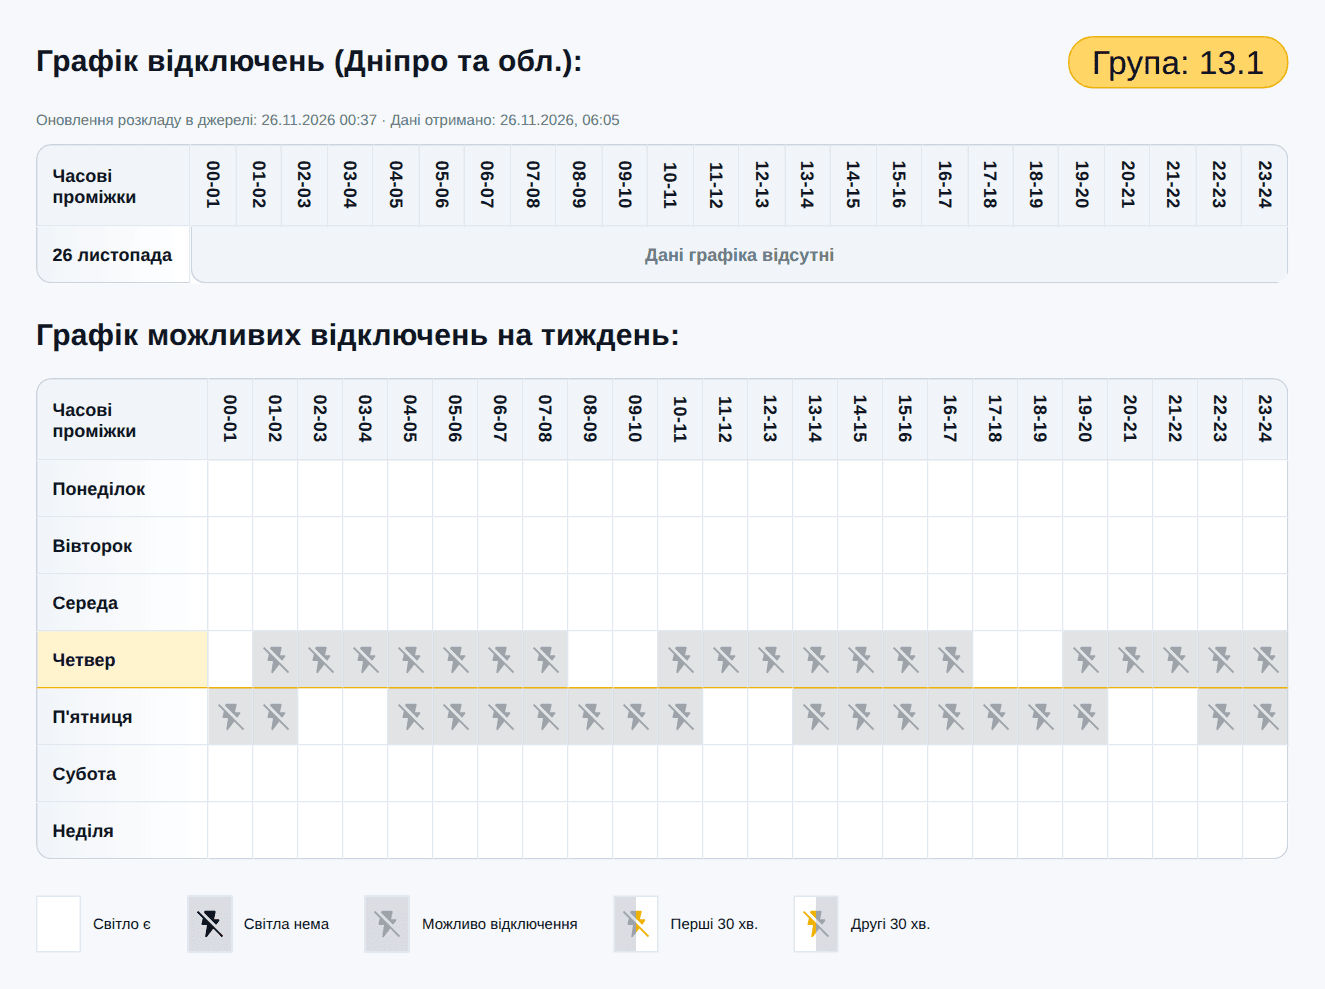 Графік відключень (Дніпро та обл.):
Група: 13.1
Оновлення розкладу в джерелі: 26.11.2026 00:37 · Дані отримано: 26.11.2026, 06:05
Часові
проміжки
00-01 01-02 02-03 03-04 04-05 05-06 06-07 07-08 08-09 09-10 10-11 11-12 12-13 13-14 14-15 15-16 16-17 17-18 18-19 19-20 20-21 21-22 22-23 23-24
26 листопада
Дані графіка відсутні
Графік можливих відключень на тиждень:
Часові
проміжки
00-01 01-02 02-03 03-04 04-05 05-06 06-07 07-08 08-09 09-10 10-11 11-12 12-13 13-14 14-15 15-16 16-17 17-18 18-19 19-20 20-21 21-22 22-23 23-24
Понеділок
Вівторок
Середа
Четвер
П'ятниця
Субота
Неділя
Світло є
Світла нема
Можливо відключення
Перші 30 хв.
Другі 30 хв.